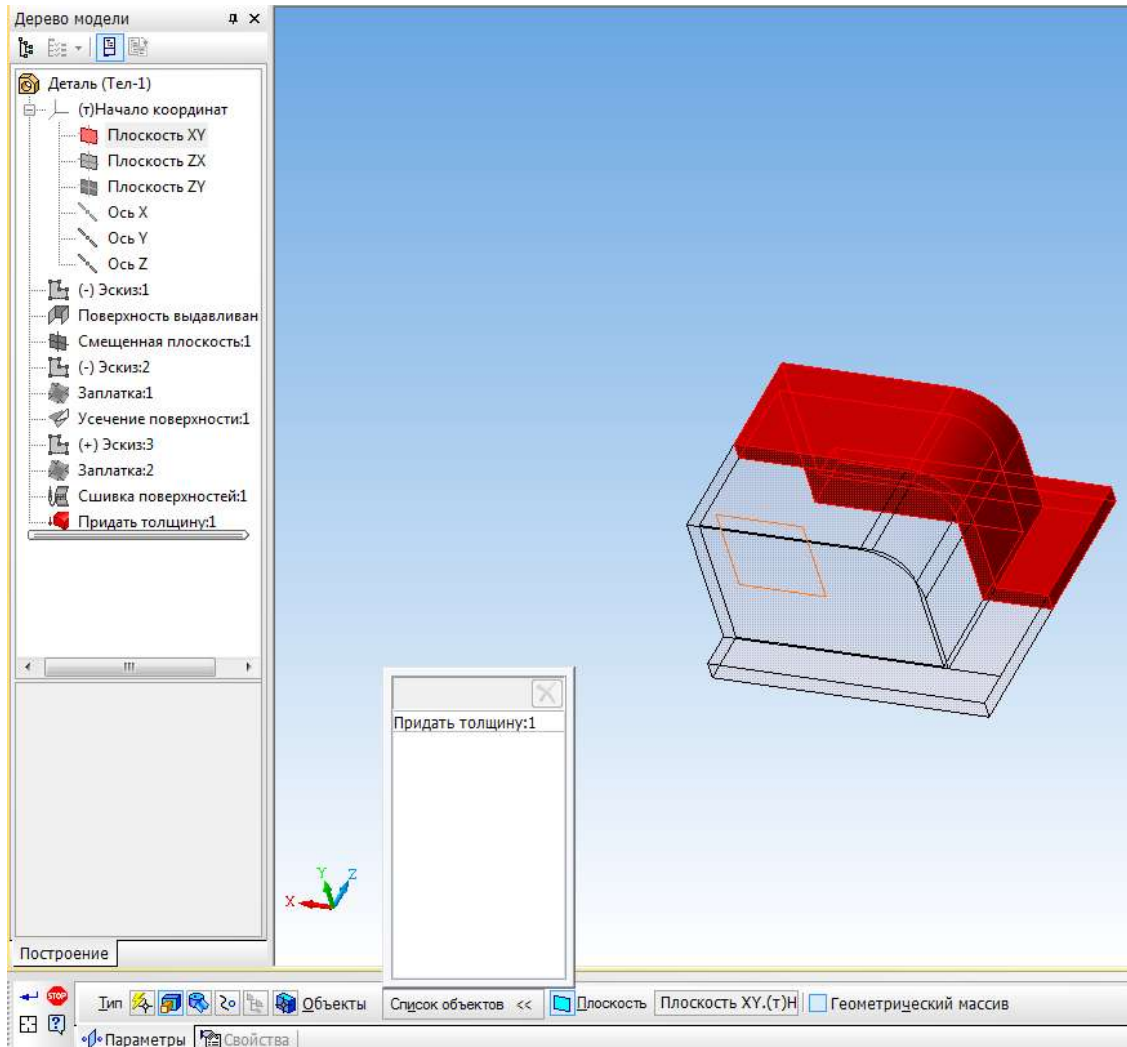 Дерево модели
Деталь (Тел-1)
(т)Начало координат
Плоскость XY
Плоскость ZX
Плоскость ZY
Ось X
Ось Y
Ось Z
(-) Эскиз:1
Поверхность выдавливан
Смещенная плоскость:1
(-) Эскиз:2
Заплатка:1
Усечение поверхности:1
(+) Эскиз:3
Заплатка:2
Сшивка поверхностей:1
Придать толщину:1
Придать толщину:1
Y
Z
X
Построение
STOP
Тип
Объекты
Список объектов <<
Плоскость
Плоскость XY.(т)Н
Геометрический массив
Параметры
Свойства